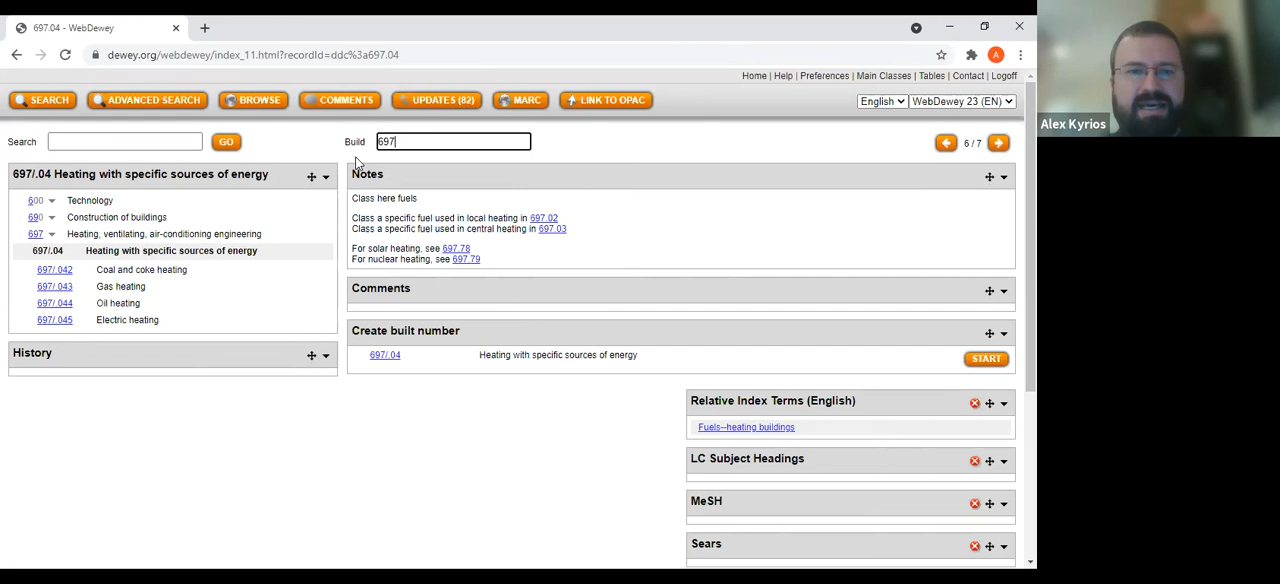 697.04 - WebDewey
dewey.org/webdewey/index_11.html?recordId=ddc%3a697.04
Home | Help | Preferences | Main Classes | Tables | Contact | Logoff
SEARCH ADVANCED SEARCH BROWSE COMMENTS UPDATES (82) MARC LINK TO OPAC English WebDewey 23 (EN)
Alex Kyrios
Search GO Build 697 6/7
697/.04 Heating with specific sources of energy
600 Technology
690 Construction of buildings
697 Heating, ventilating, air-conditioning engineering
697/.04 Heating with specific sources of energy
697/.042 Coal and coke heating
697/.043 Gas heating
697/.044 Oil heating
697/.045 Electric heating
History
Notes
Class here fuels
Class a specific fuel used in local heating in 697.02
Class a specific fuel used in central heating in 697.03
For solar heating, see 697.78
For nuclear heating, see 697.79
Comments
Create built number
697/.04 Heating with specific sources of energy START
Relative Index Terms (English)
Fuels--heating buildings
LC Subject Headings
MeSH
Sears
A